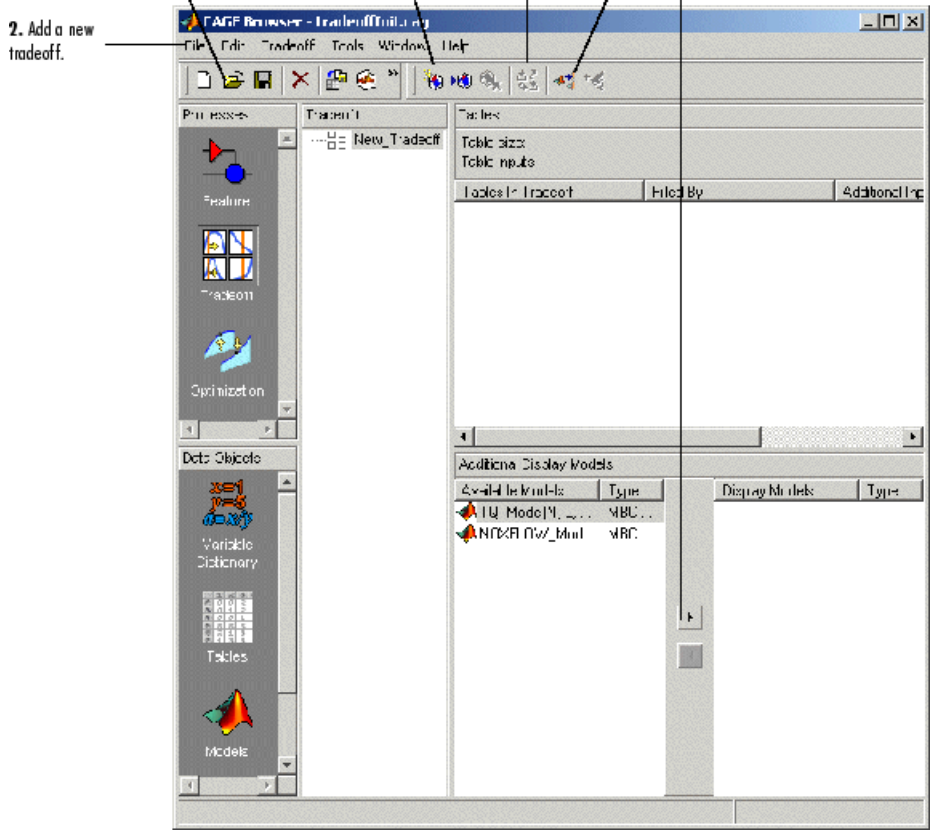 2. Add a new
tradeoff.
CAGE Browser - TradeoffInit.cag
File Edit Tradeoff Tools Window Help
Processes
Tradeoff
Tables
New_Tradeoff
Table size:
Table inputs
Feature
Tables In Tradeoff
Filled By
Additional Inp
Tradeoff
Optimization
Data Objects
Additional Display Models
Available Models
Type
Display Models
Type
x=1
y=5
a=x/y
TQ_Model
MBC...
NOXFLOW_Mod
MBC
Variable
Dictionary
Tables
Models